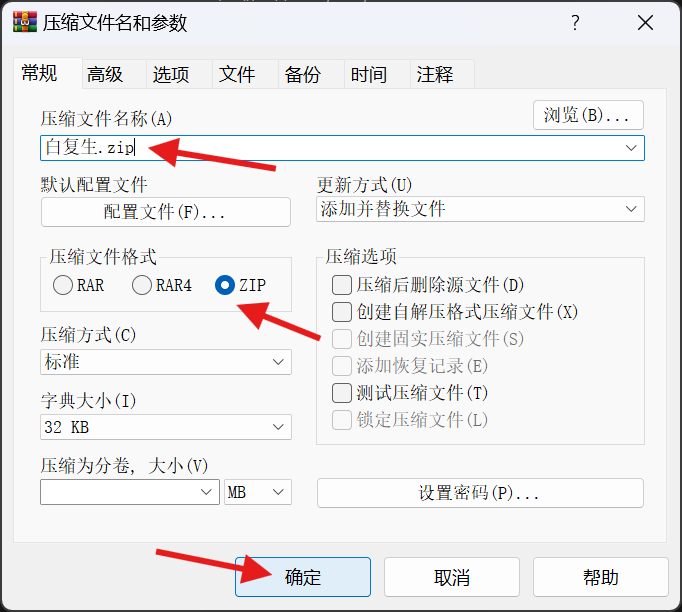 压缩文件名和参数 ?
常规 高级 选项 文件 备份 时间 注释
压缩文件名称(A) 浏览(B)...
白复生.zip
默认配置文件 更新方式(U)
配置文件(F)... 添加并替换文件
压缩文件格式 压缩选项
RAR RAR4 ZIP 压缩后删除源文件(D)
创建自解压格式压缩文件(X)
压缩方式(C) 创建固实压缩文件(S)
标准 添加恢复记录(E)
字典大小(I) 测试压缩文件(T)
32 KB 锁定压缩文件(L)
压缩为分卷, 大小(V)
MB 设置密码(P)...
确定 取消 帮助